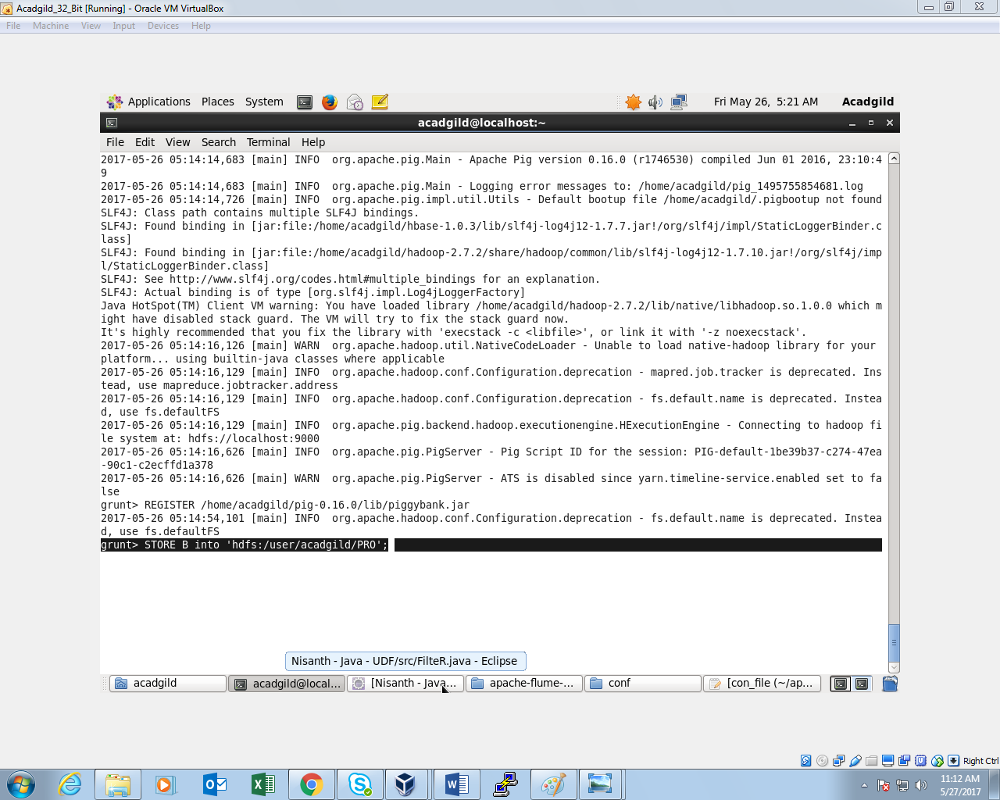 Acadgild_32_Bit [Running] - Oracle VM VirtualBox
File Machine View Input Devices Help
Applications Places System Fri May 26, 5:21 AM Acadgild
acadgild@localhost:~
File Edit View Search Terminal Help
2017-05-26 05:14:14,683 [main] INFO  org.apache.pig.Main - Apache Pig version 0.16.0 (r1746530) compiled Jun 01 2016, 23:10:4
9
2017-05-26 05:14:14,683 [main] INFO  org.apache.pig.Main - Logging error messages to: /home/acadgild/pig_1495755854681.log
2017-05-26 05:14:14,726 [main] INFO  org.apache.pig.impl.util.Utils - Default bootup file /home/acadgild/.pigbootup not found
SLF4J: Class path contains multiple SLF4J bindings.
SLF4J: Found binding in [jar:file:/home/acadgild/hbase-1.0.3/lib/slf4j-log4j12-1.7.7.jar!/org/slf4j/impl/StaticLoggerBinder.c
lass]
SLF4J: Found binding in [jar:file:/home/acadgild/hadoop-2.7.2/share/hadoop/common/lib/slf4j-log4j12-1.7.10.jar!/org/slf4j/imp
l/StaticLoggerBinder.class]
SLF4J: See http://www.slf4j.org/codes.html#multiple_bindings for an explanation.
SLF4J: Actual binding is of type [org.slf4j.impl.Log4jLoggerFactory]
Java HotSpot(TM) Client VM warning: You have loaded library /home/acadgild/hadoop-2.7.2/lib/native/libhadoop.so.1.0.0 which m
ight have disabled stack guard. The VM will try to fix the stack guard now.
It's highly recommended that you fix the library with 'execstack -c <libfile>', or link it with '-z noexecstack'.
2017-05-26 05:14:16,126 [main] WARN  org.apache.hadoop.util.NativeCodeLoader - Unable to load native-hadoop library for your
platform... using builtin-java classes where applicable
2017-05-26 05:14:16,129 [main] INFO  org.apache.hadoop.conf.Configuration.deprecation - mapred.job.tracker is deprecated. Ins
tead, use mapreduce.jobtracker.address
2017-05-26 05:14:16,129 [main] INFO  org.apache.hadoop.conf.Configuration.deprecation - fs.default.name is deprecated. Instea
d, use fs.defaultFS
2017-05-26 05:14:16,129 [main] INFO  org.apache.pig.backend.hadoop.executionengine.HExecutionEngine - Connecting to hadoop fi
le system at: hdfs://localhost:9000
2017-05-26 05:14:16,626 [main] INFO  org.apache.pig.PigServer - Pig Script ID for the session: PIG-default-1be39b37-c274-47ea
-90c1-c2ecffd1a378
2017-05-26 05:14:16,626 [main] WARN  org.apache.pig.PigServer - ATS is disabled since yarn.timeline-service.enabled set to fa
lse
grunt> REGISTER /home/acadgild/pig-0.16.0/lib/piggybank.jar
2017-05-26 05:14:54,101 [main] INFO  org.apache.hadoop.conf.Configuration.deprecation - fs.default.name is deprecated. Instea
d, use fs.defaultFS
grunt> STORE B into 'hdfs:/user/acadgild/PRO';
Nisanth - Java - UDF/src/FilteR.java - Eclipse
acadgild acadgild@local... [Nisanth - Java... apache-flume-... conf [con_file (~/ap...
Right Ctrl
11:12 AM
5/27/2017